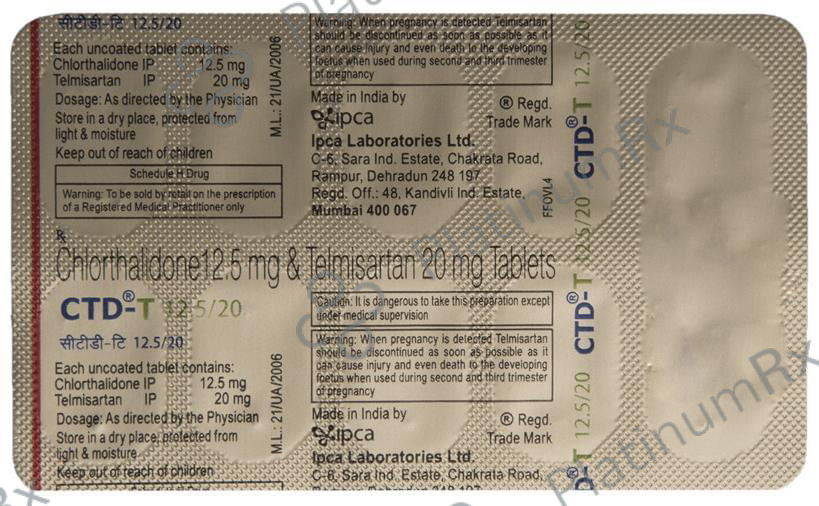 सीटीडी-टि 12.5/20
Each uncoated tablet contains:
Chlorthalidone IP 12.5 mg
Telmisartan IP 20 mg
Dosage: As directed by the Physician
Store in a dry place, protected from
light & moisture
Keep out of reach of children
Schedule H Drug
Warning: To be sold by retail on the prescription
of a Registered Medical Practitioner only
M.L.: 21/UA/2006
Warning: When pregnancy is detected Telmisartan
should be discontinued as soon as possible as it
can cause injury and even death to the developing
foetus when used during second and third trimester
of pregnancy
Made in India by
ipca
® Regd.
Trade Mark
Ipca Laboratories Ltd.
C-6, Sara Ind. Estate, Chakrata Road,
Rampur, Dehradun 248 197
Regd. Off.: 48, Kandivli Ind. Estate,
Mumbai 400 067
FFOVL4
Rx
Chlorthalidone 12.5 mg & Telmisartan 20 mg Tablets
CTD®-T 12.5/20
सीटीडी-टि 12.5/20
Each uncoated tablet contains:
Chlorthalidone IP 12.5 mg
Telmisartan IP 20 mg
Dosage: As directed by the Physician
Store in a dry place, protected from
light & moisture
Keep out of reach of children
M.L.: 21/UA/2006
Caution: It is dangerous to take this preparation except
under medical supervision
Warning: When pregnancy is detected Telmisartan
should be discontinued as soon as possible as it
can cause injury and even death to the developing
foetus when used during second and third trimester
of pregnancy
Made in India by
ipca
® Regd.
Trade Mark
Ipca Laboratories Ltd.
C-6, Sara Ind. Estate, Chakrata Road,
CTD®-T 12.5/20
CTD®-T 12.5/20
D®-T 12.5/20
PlatinumRx
PlatinumRx